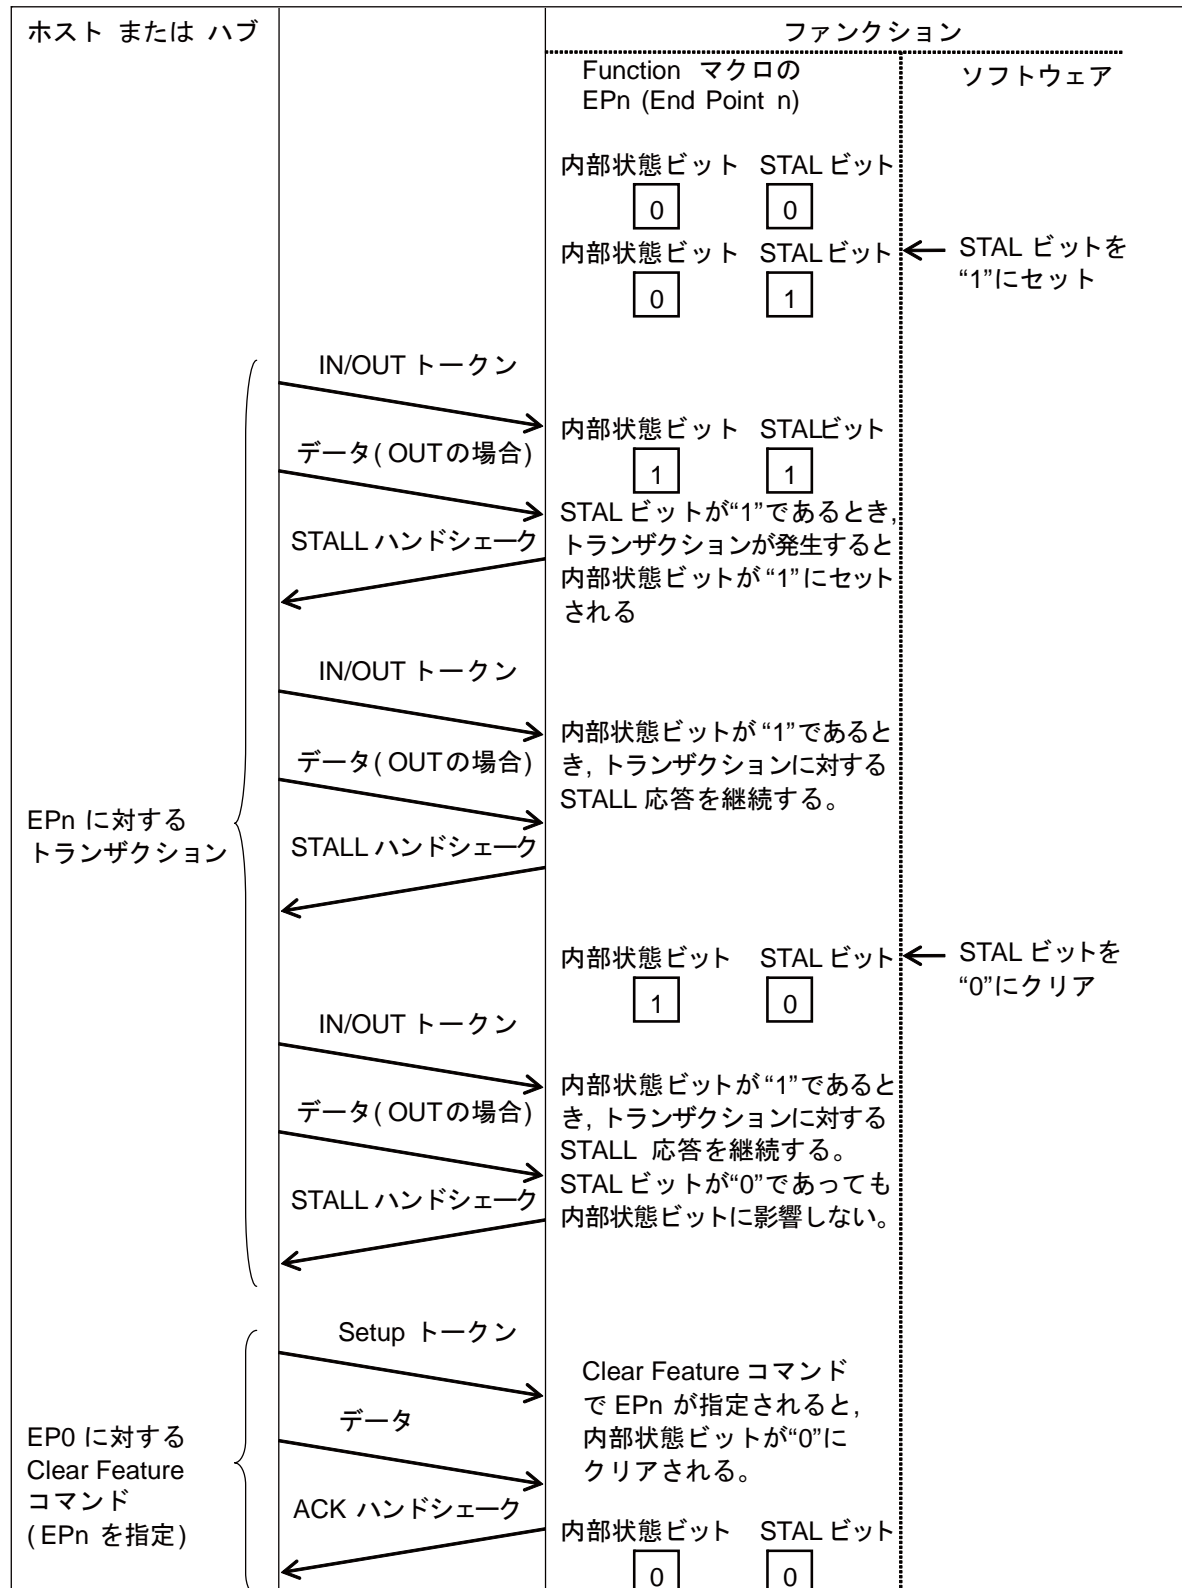 ホスト または ハブ
ファンクション
Function マクロの
EPn (End Point n)
ソフトウェア
内部状態ビット STALビット
0 0
内部状態ビット STALビット
0 1
STAL ビットを
“1”にセット
IN/OUT トークン
データ(OUTの場合)
STALL ハンドシェーク
内部状態ビット STALビット
1 1
STAL ビットが“1”であるとき,
トランザクションが発生すると
内部状態ビットが“1”にセット
される
IN/OUT トークン
データ(OUTの場合)
STALL ハンドシェーク
内部状態ビットが“1”であると
き, トランザクションに対する
STALL 応答を継続する。
EPn に対する
トランザクション
内部状態ビット STALビット
1 0
STAL ビットを
“0”にクリア
IN/OUT トークン
データ(OUTの場合)
STALL ハンドシェーク
内部状態ビットが“1”であると
き, トランザクションに対する
STALL 応答を継続する。
STAL ビットが“0”であっても
内部状態ビットに影響しない。
Setup トークン
データ
ACK ハンドシェーク
Clear Feature コマンド
で EPn が指定されると,
内部状態ビットが“0”に
クリアされる。
EP0 に対する
Clear Feature
コマンド
(EPn を指定)
内部状態ビット STALビット
0 0